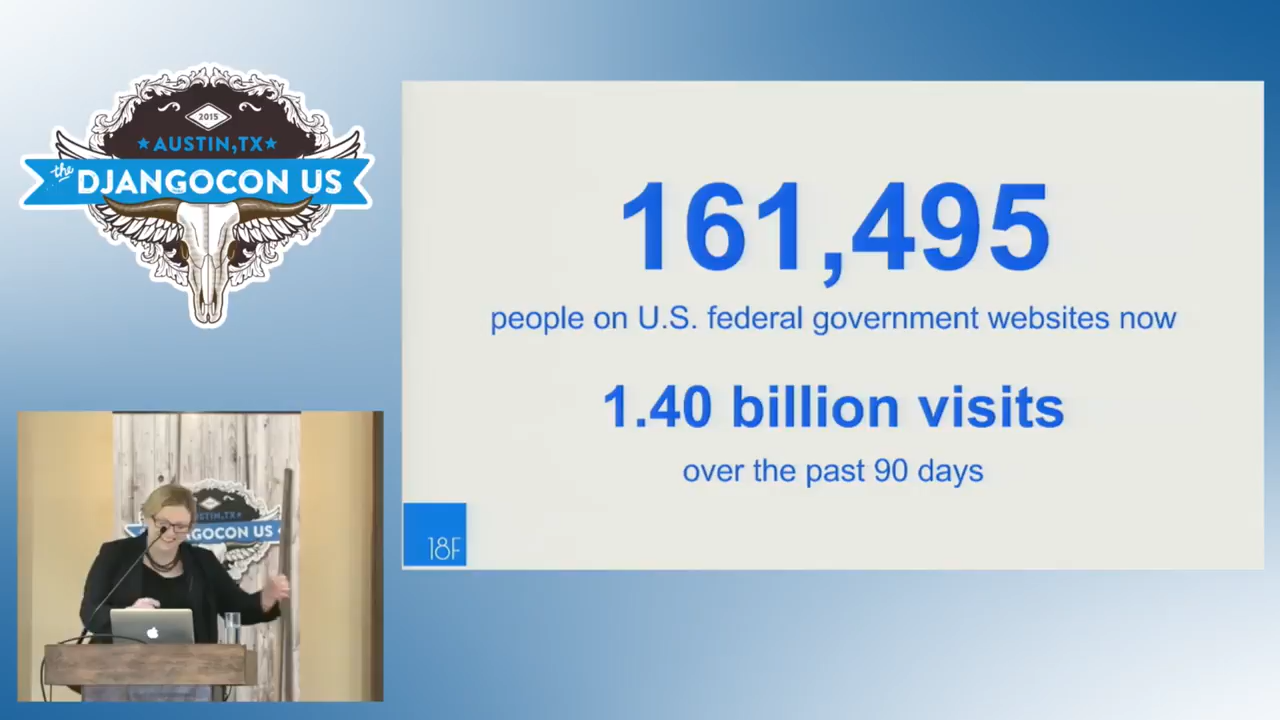 2015
★AUSTIN,TX★
the DJANGOCON US
161,495
people on U.S. federal government websites now
1.40 billion visits
over the past 90 days
18F
STIN,TX★
GOCON US